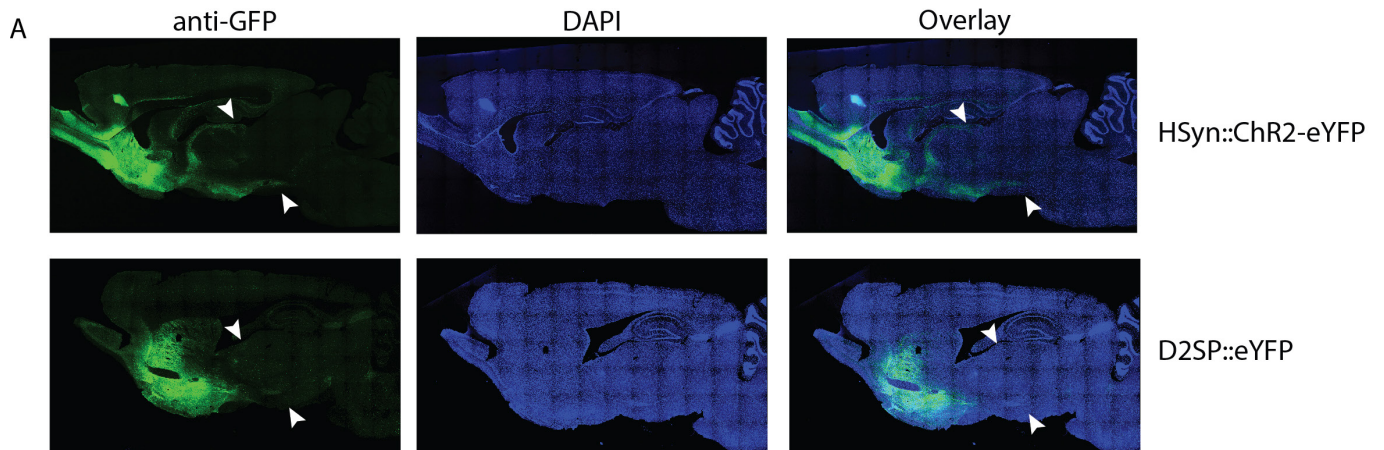 A
anti-GFP
DAPI
Overlay
HSyn::ChR2-eYFP
D2SP::eYFP